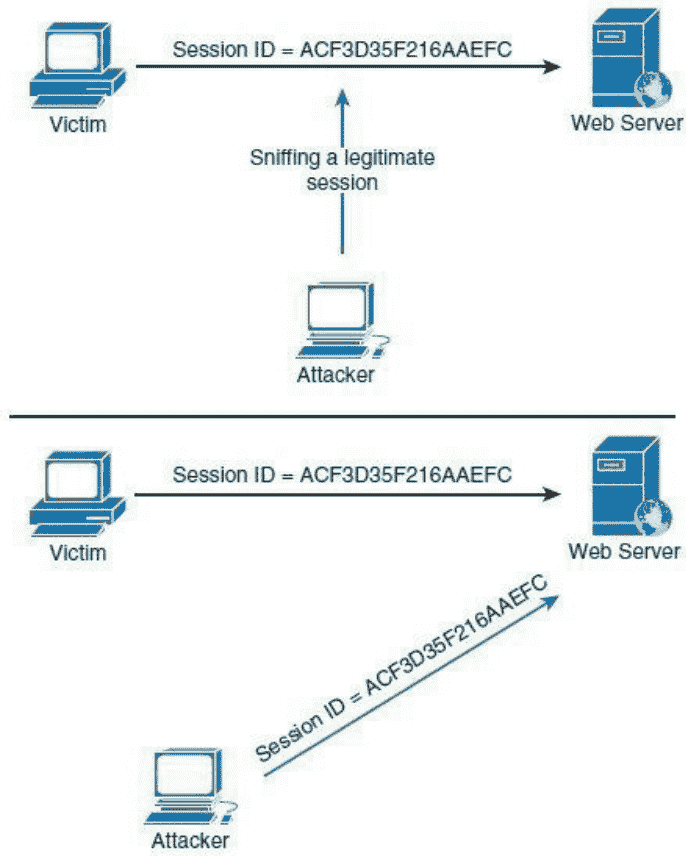 Session ID = ACF3D35F216AAEFC
Victim
Web Server
Sniffing a legitimate
session
Attacker
Session ID = ACF3D35F216AAEFC
Victim
Web Server
Session ID = ACF3D35F216AAEFC
Attacker